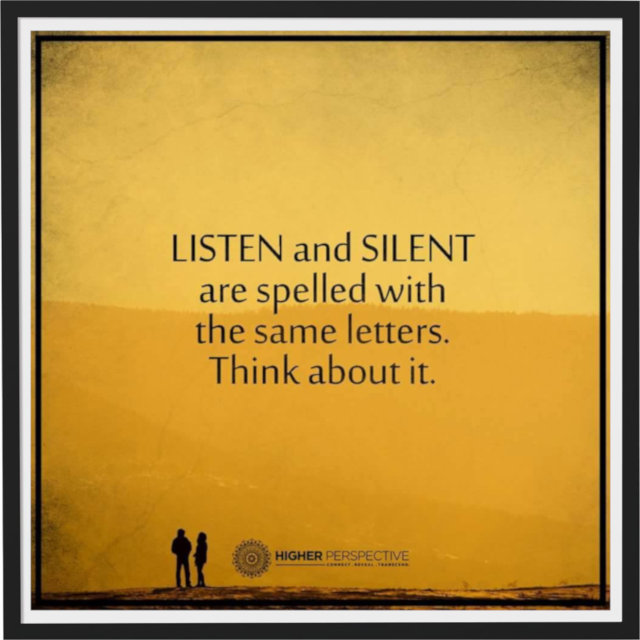 LISTEN and SILENT
are spelled with
the same letters.
Think about it.
HIGHER PERSPECTIVE
CONNECT. REVEAL. TRANSCEND.